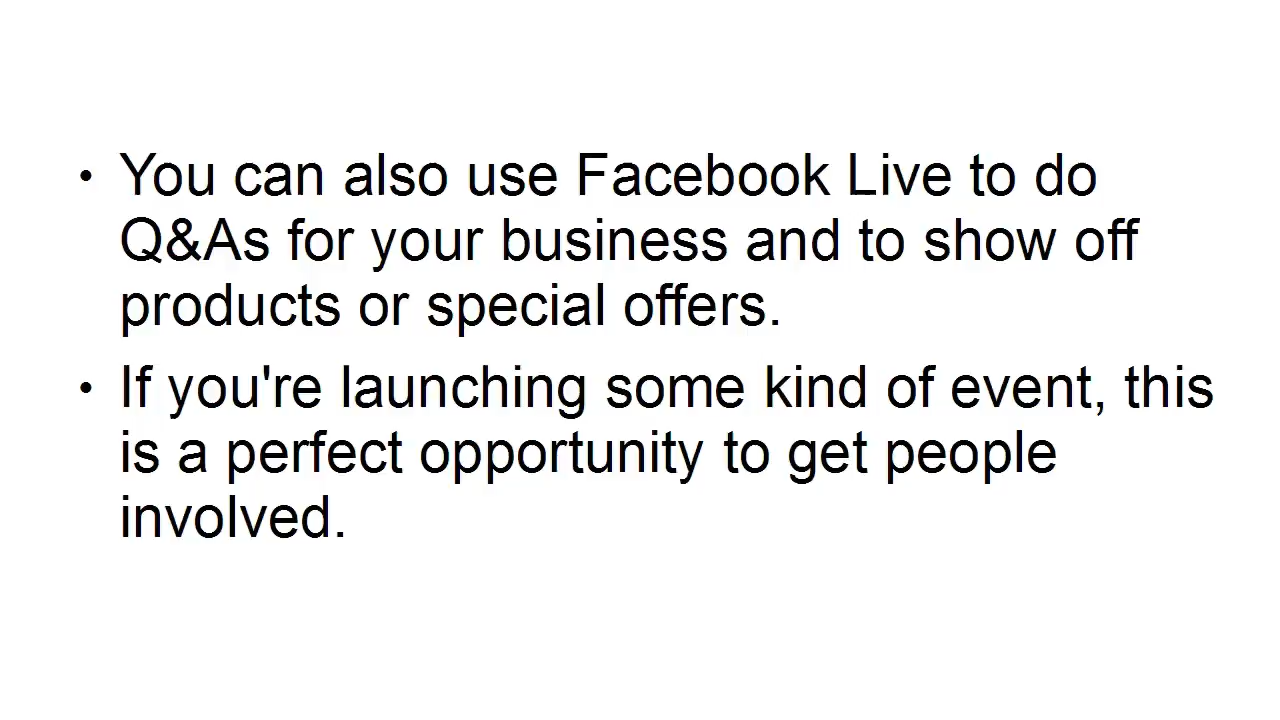 • You can also use Facebook Live to do
Q&As for your business and to show off
products or special offers.
• If you're launching some kind of event, this
is a perfect opportunity to get people
involved.